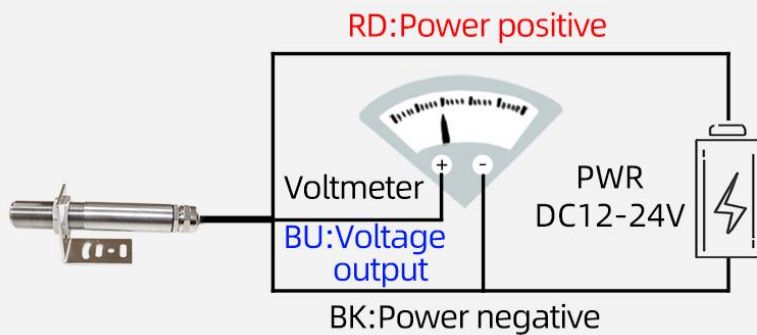 RD:Power positive
+ -
Voltmeter
PWR
DC12-24V
BU:Voltage
output
BK:Power negative